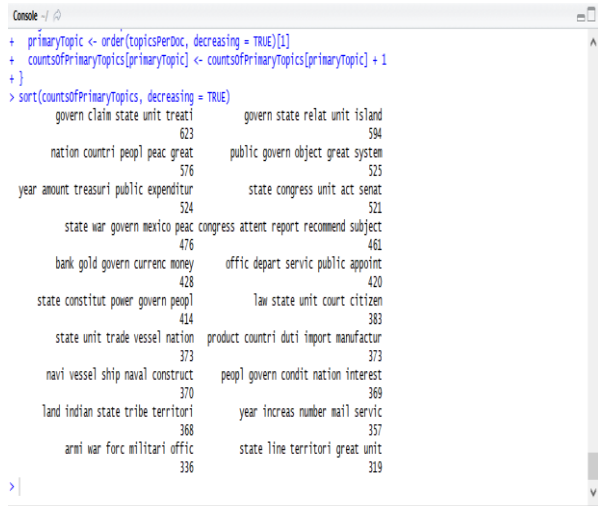 Console ~/
+ primaryTopic <- order(topicsPerDoc, decreasing = TRUE)[1]
+ countsOfPrimaryTopics[primaryTopic] <- countsOfPrimaryTopics[primaryTopic] + 1
+ }
> sort(countsOfPrimaryTopics, decreasing = TRUE)
govern claim state unit treati govern state relat unit island
623 594
nation countri peopl peac great public govern object great system
576 525
year amount treasuri public expenditur state congress unit act senat
524 521
state war govern mexico peac congress attent report recommend subject
476 461
bank gold govern currenc money offic depart servic public appoint
428 420
state constitut power govern peopl law state unit court citizen
414 383
state unit trade vessel nation product countri duti import manufactur
373 373
navi vessel ship naval construct peopl govern condit nation interest
370 369
land indian state tribe territori year increas number mail servic
368 357
armi war forc militari offic state line territori great unit
336 319
>